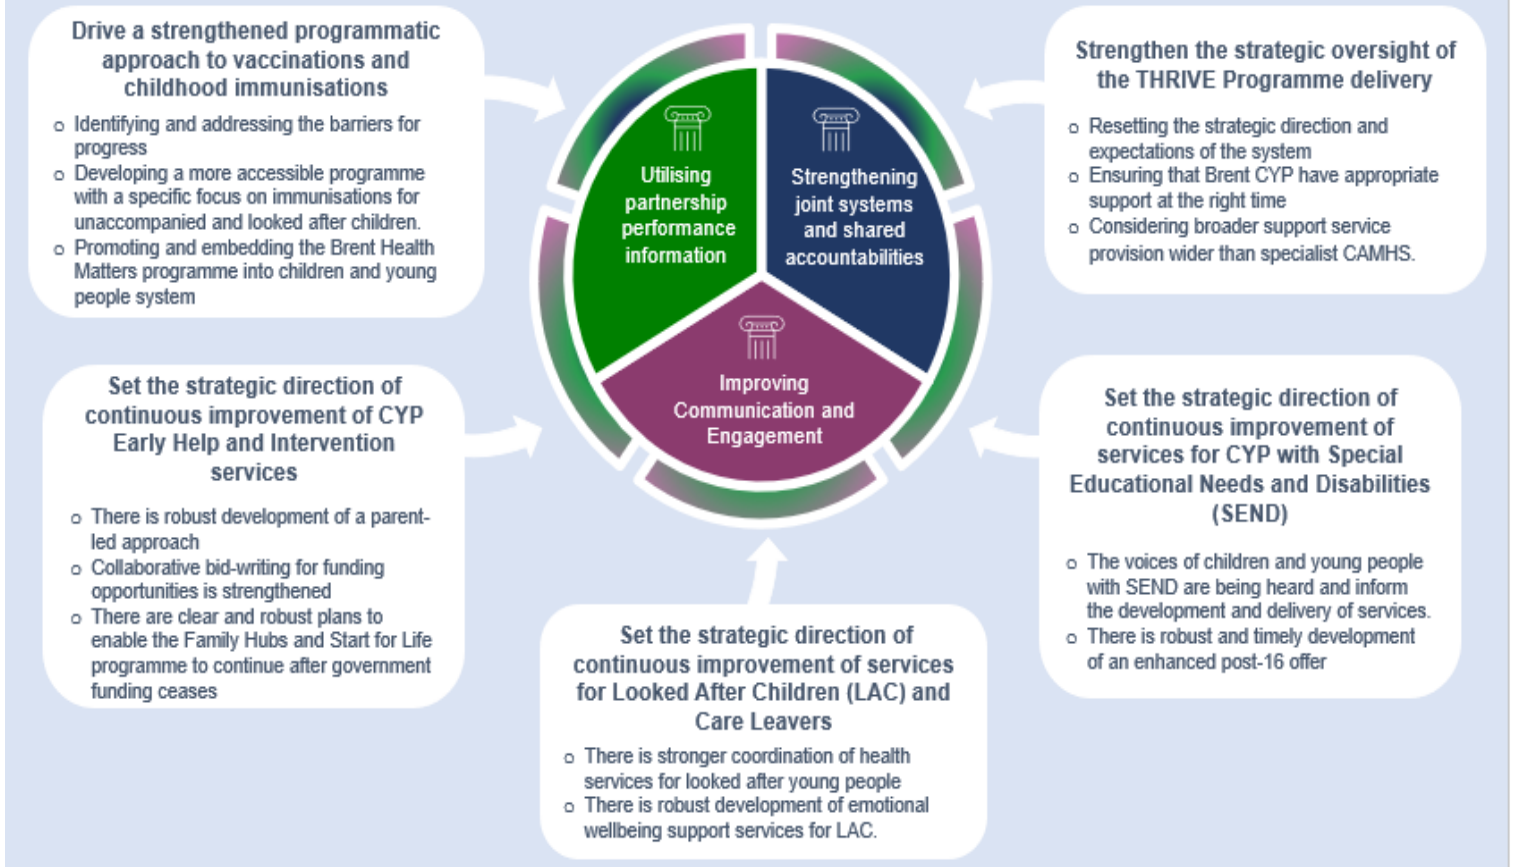 Drive a strengthened programmatic
approach to vaccinations and
childhood immunisations
o Identifying and addressing the barriers for
progress
o Developing a more accessible programme
with a specific focus on immunisations for
unaccompanied and looked after children.
o Promoting and embedding the Brent Health
Matters programme into children and young
people system
Utilising
partnership
performance
information
Strengthening
joint systems
and shared
accountabilities
Improving
Communication and
Engagement
Strengthen the strategic oversight of
the THRIVE Programme delivery
o Resetting the strategic direction and
expectations of the system
o Ensuring that Brent CYP have appropriate
support at the right time
o Considering broader support service
provision wider than specialist CAMHS.
Set the strategic direction of
continuous improvement of CYP
Early Help and Intervention
services
o There is robust development of a parent-
led approach
o Collaborative bid-writing for funding
opportunities is strengthened
o There are clear and robust plans to
enable the Family Hubs and Start for Life
programme to continue after government
funding ceases
Set the strategic direction of
continuous improvement of services
for Looked After Children (LAC) and
Care Leavers
o There is stronger coordination of health
services for looked after young people
o There is robust development of emotional
wellbeing support services for LAC.
Set the strategic direction of
continuous improvement of
services for CYP with Special
Educational Needs and Disabilities
(SEND)
o The voices of children and young people
with SEND are being heard and inform
the development and delivery of services.
o There is robust and timely development
of an enhanced post-16 offer